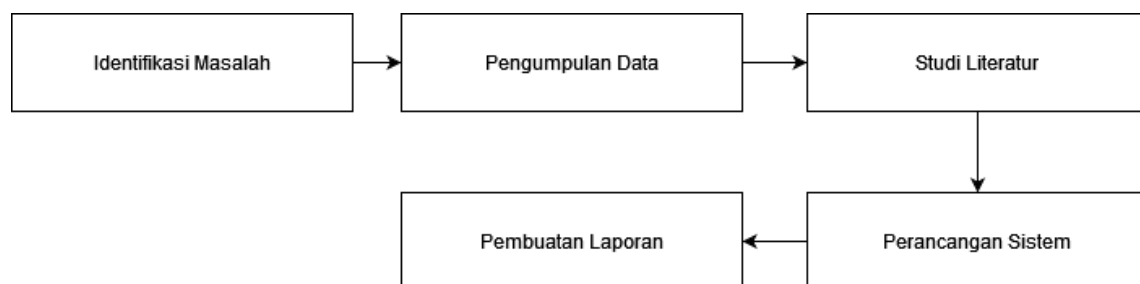 Identifikasi Masalah
Pengumpulan Data
Studi Literatur
Perancangan Sistem
Pembuatan Laporan